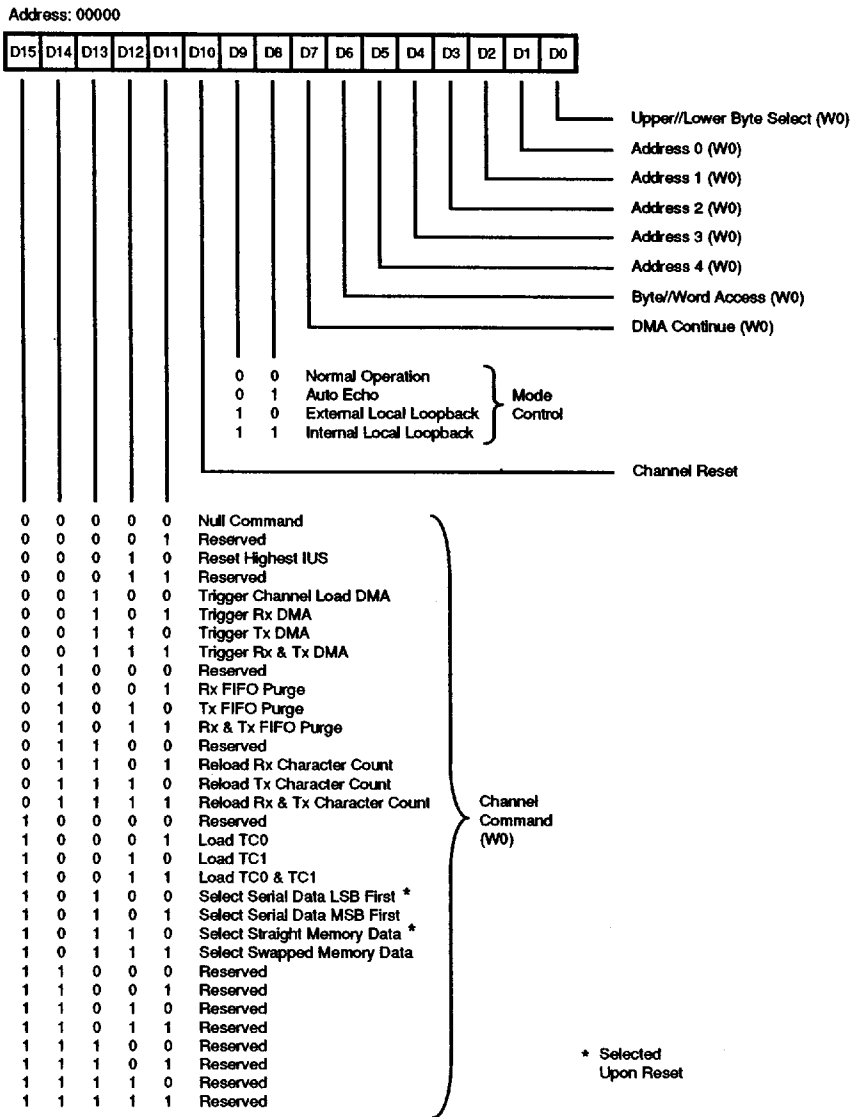 Address: 00000
D15 D14 D13 D12 D11 D10 D9 D8 D7 D6 D5 D4 D3 D2 D1 D0
Upper//Lower Byte Select (W0)
Address 0 (W0)
Address 1 (W0)
Address 2 (W0)
Address 3 (W0)
Address 4 (W0)
Byte//Word Access (W0)
DMA Continue (W0)
0 0 Normal Operation
0 1 Auto Echo
1 0 External Local Loopback
1 1 Internal Local Loopback
Mode
Control
Channel Reset
0 0 0 0 0 Null Command
0 0 0 0 1 Reserved
0 0 0 1 0 Reset Highest IUS
0 0 0 1 1 Reserved
0 0 1 0 0 Trigger Channel Load DMA
0 0 1 0 1 Trigger Rx DMA
0 0 1 1 0 Trigger Tx DMA
0 0 1 1 1 Trigger Rx & Tx DMA
0 1 0 0 0 Reserved
0 1 0 0 1 Rx FIFO Purge
0 1 0 1 0 Tx FIFO Purge
0 1 0 1 1 Rx & Tx FIFO Purge
0 1 1 0 0 Reserved
0 1 1 0 1 Reload Rx Character Count
0 1 1 1 0 Reload Tx Character Count
0 1 1 1 1 Reload Rx & Tx Character Count
1 0 0 0 0 Reserved
1 0 0 0 1 Load TC0
1 0 0 1 0 Load TC1
1 0 0 1 1 Load TC0 & TC1
1 0 1 0 0 Select Serial Data LSB First *
1 0 1 0 1 Select Serial Data MSB First
1 0 1 1 0 Select Straight Memory Data *
1 0 1 1 1 Select Swapped Memory Data
1 1 0 0 0 Reserved
1 1 0 0 1 Reserved
1 1 0 1 0 Reserved
1 1 0 1 1 Reserved
1 1 1 0 0 Reserved
1 1 1 0 1 Reserved
1 1 1 1 0 Reserved
1 1 1 1 1 Reserved
Channel
Command
(W0)
* Selected
Upon Reset